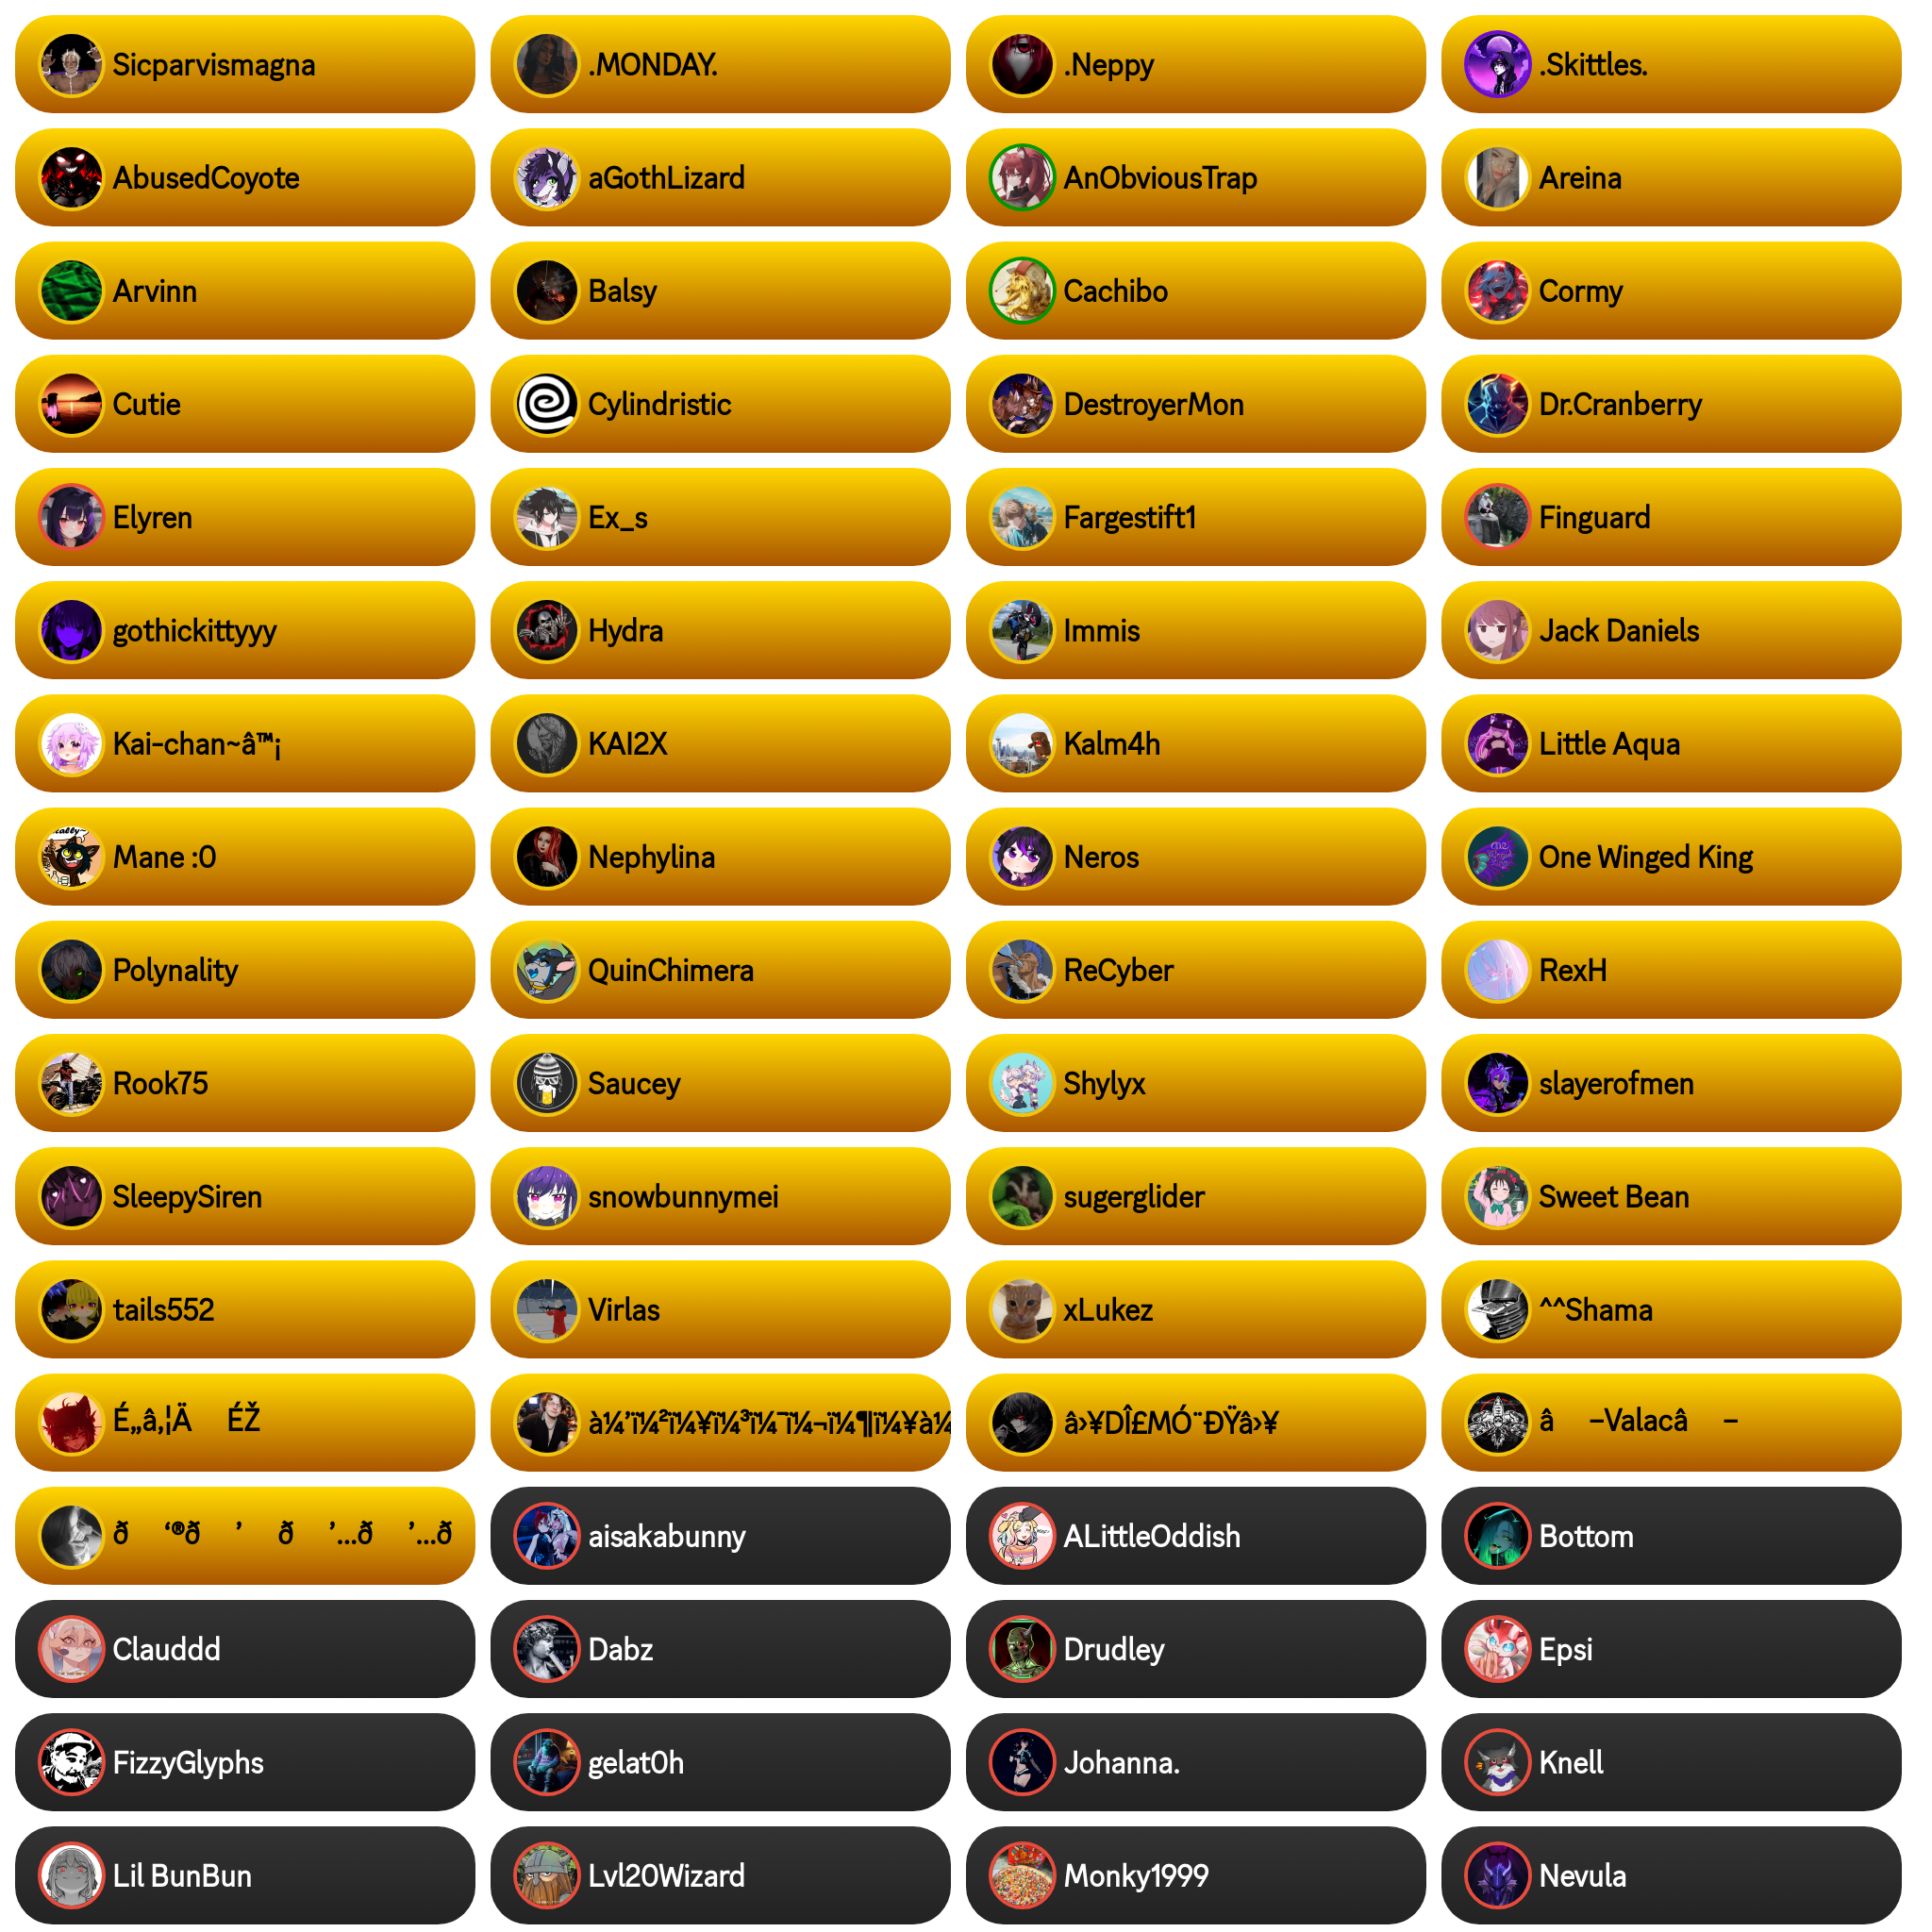 Sicparvismagna
.MONDAY.
.Neppy
.Skittles.
AbusedCoyote
aGothLizard
AnObviousTrap
Areina
Arvinn
Balsy
Cachibo
Cormy
Cutie
Cylindristic
DestroyerMon
Dr.Cranberry
Elyren
Ex_s
Fargestift1
Finguard
gothickittyyy
Hydra
Immis
Jack Daniels
Kai-chan~â™¡
KAI2X
Kalm4h
Little Aqua
Mane :0
Nephylina
Neros
One Winged King
Polynality
QuinChimera
ReCyber
RexH
Rook75
Saucey
Shylyx
slayerofmen
SleepySiren
snowbunnymei
sugerglider
Sweet Bean
tails552
Virlas
xLukez
^^Shama
É„â‚¦Ä ÉŽ
à¼’ï¼²ï¼¥ï¼³ï¼¯ï¼¬ï¼¶ï¼¥à¼
â›¥DÎ£MÓ¨ÐŸâ›¥
â –Valacâ –
ð ‘®ð ’ ð ’…ð ’…ð
aisakabunny
ALittleOddish
Bottom
Clauddd
Dabz
Drudley
Epsi
FizzyGlyphs
gelat0h
Johanna.
Knell
Lil BunBun
Lvl20Wizard
Monky1999
Nevula